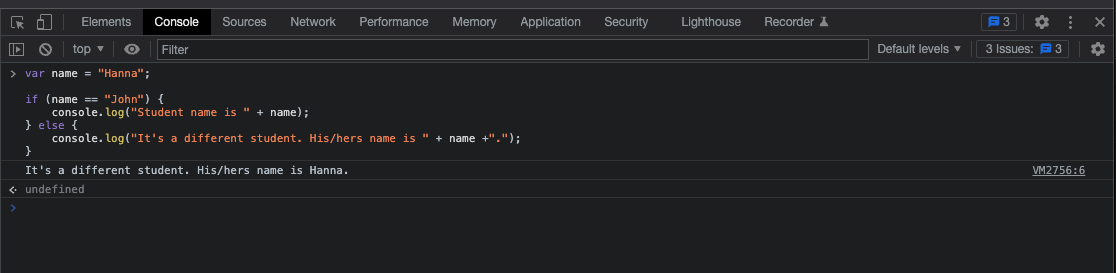 Elements Console Sources Network Performance Memory Application Security Lighthouse Recorder 3
top Filter Default levels 3 Issues: 3
var name = "Hanna";
if (name == "John") {
    console.log("Student name is " + name);
} else {
    console.log("It's a different student. His/hers name is " + name +".");
}
It's a different student. His/hers name is Hanna. VM2756:6
undefined